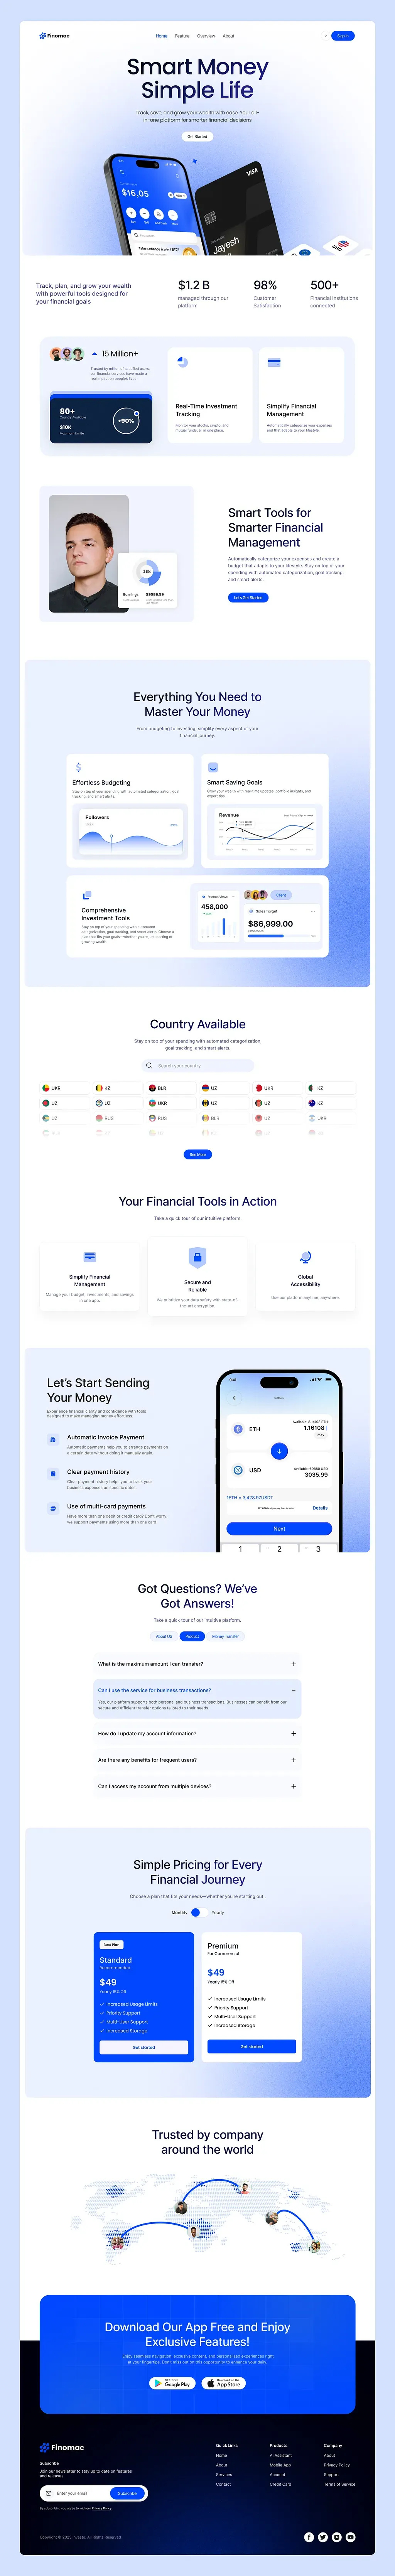 Finomac
Home Feature Overview About
Sign In
Smart Money
Simple Life
Track, save, and grow your wealth with ease. Your all-
in-one platform for smarter financial decisions
Get Started
$16,05
VISA
Jayesh
Take a chance & win 1 BTC!
USD
Track, plan, and grow your wealth
with powerful tools designed for
your financial goals
$1.2 B
managed through our
platform
98%
Customer
Satisfaction
500+
Financial Institutions
connected
15 Million+
Trusted by million of satisfied users,
our financial services have made a
real impact on peoples lives
80+
Country Available
$10K
Maximum Limits
+90%
Real-Time Investment
Tracking
Monitor your stocks, crypto, and
mutual funds, all in one place.
Simplify Financial
Management
Automatically categorize your expenses
and that adapts to your lifestyle.
Earnings
$9589.59
Smart Tools for
Smarter Financial
Management
Automatically categorize your expenses and create a
budget that adapts to your lifestyle. Stay on top of your
spending with automated categorization, goal tracking,
and smart alerts.
Let's Get Started
Everything You Need to
Master Your Money
From budgeting to investing, simplify every aspect of your
financial journey.
Effortless Budgeting
Stay on top of your spending with automated categorization, goal
tracking, and smart alerts.
Followers
Smart Saving Goals
Grow your wealth with real-time updates, portfolio insights, and
expert tips.
Revenue
Comprehensive
Investment Tools
Stay on top of your spending with automated
categorization, goal tracking, and smart alerts. Choose a
plan that fits your goals-whether you're just starting or
growing wealth.
Product Views
458,000
Client
Sales Target
$86,999.00
Country Available
Stay on top of your spending with automated categorization,
goal tracking, and smart alerts.
Search your country
UKR KZ BLR UZ UKR KZ
UZ UZ UKR UZ UZ KZ
UZ RUS RUS BLR UZ UKR
See More
Your Financial Tools in Action
Take a quick tour of our intuitive platform.
Simplify Financial
Management
Manage your budget, investments, and savings
in one app.
Secure and
Reliable
We prioritize your data safety with state-of-
the-art encryption.
Global
Accessibility
Use our platform anytime, anywhere.
Let's Start Sending
Your Money
Experience financial clarity and confidence with tools
designed to make managing money effortless.
Automatic Invoice Payment
Automatic payments help you to arrange payments on
a certain date without doing it manually again.
Clear payment history
Clear payment history helps you to track your
business expenses on specific dates.
Use of multi-card payments
Have more than one debit or credit card? Don't worry,
we support payments using more than one card.
9:41
ETH
1.16108
MAX
USD
3035.99
1ETH = 3,428.87USDT
Details
Next
1 2 3
Got Questions? We've
Got Answers!
Take a quick tour of our intuitive platform.
About US Product Money Transfer
What is the maximum amount I can transfer?
Can I use the service for business transactions?
Yes, our platform supports both personal and business transactions. Businesses can benefit from our
secure and efficient transfer options tailored to their needs.
How do I update my account information?
Are there any benefits for frequent users?
Can I access my account from multiple devices?
Simple Pricing for Every
Financial Journey
Choose a plan that fits your needs—whether you're starting out .
Monthly Yearly
Best Plan
Standard
Recommended
$49
Yearly 15% Off
Increased Usage Limits
Priority Support
Multi-User Support
Increased Storage
Get started
Premium
For Commercial
$49
Yearly 15% Off
Increased Usage Limits
Priority Support
Multi-User Support
Increased Storage
Get started
Trusted by company
around the world
Download Our App Free and Enjoy
Exclusive Features!
Enjoy seamless navigation, exclusive content, and personalized experiences right
at your fingertips. Don't miss out on this opportunity to enhance your daily
GET IT ON
Google Play
Download on the
App Store
Finomac
Subscribe
Join our newsletter to stay up to date on features
and releases.
Enter your email
Subscribe
By subscribing you agree to with our Privacy Policy
Quick Links
Home
About
Services
Contact
Products
AI Assistant
Mobile App
Account
Credit Card
Company
About
Privacy Policy
Support
Terms of Service